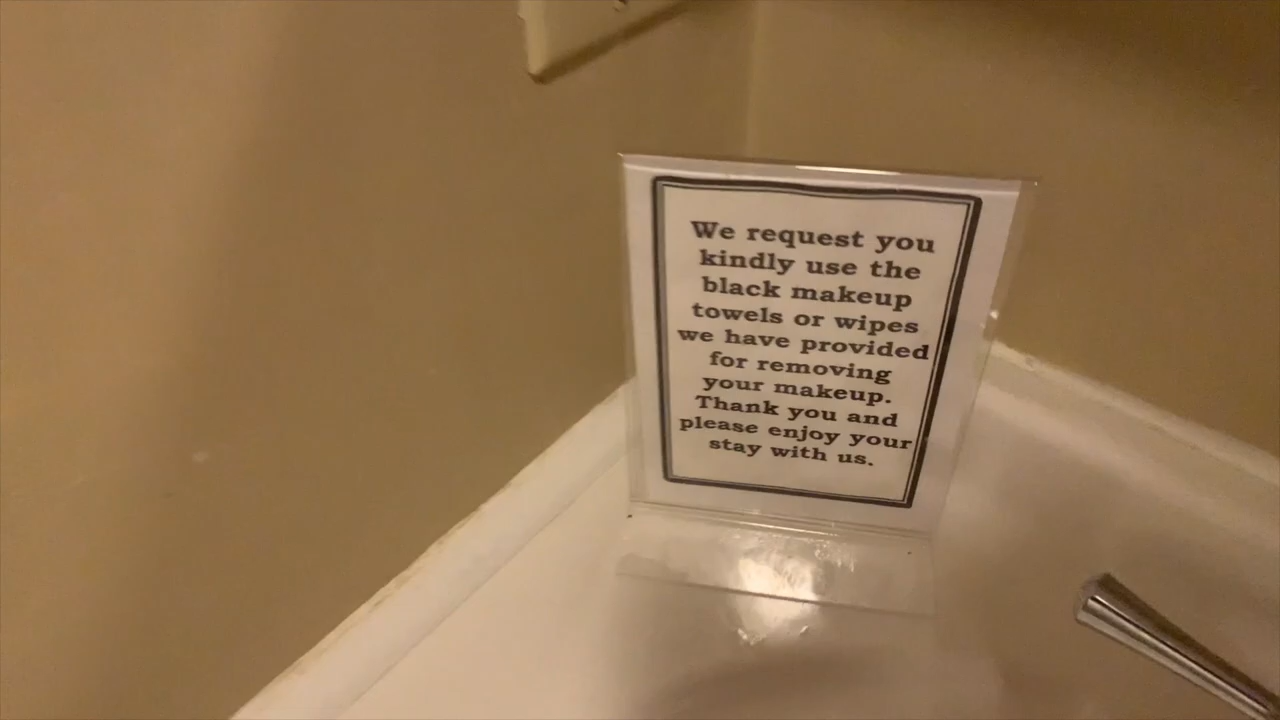 We request you
kindly use the
black makeup
towels or wipes
we have provided
for removing
your makeup.
Thank you and
please enjoy your
stay with us.